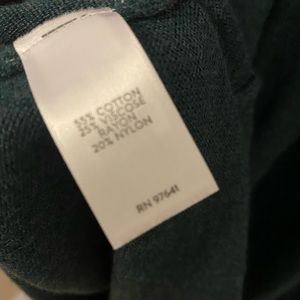 55% COTTON
25% VISCOSE
RAYON
20% NYLON
RN 97641